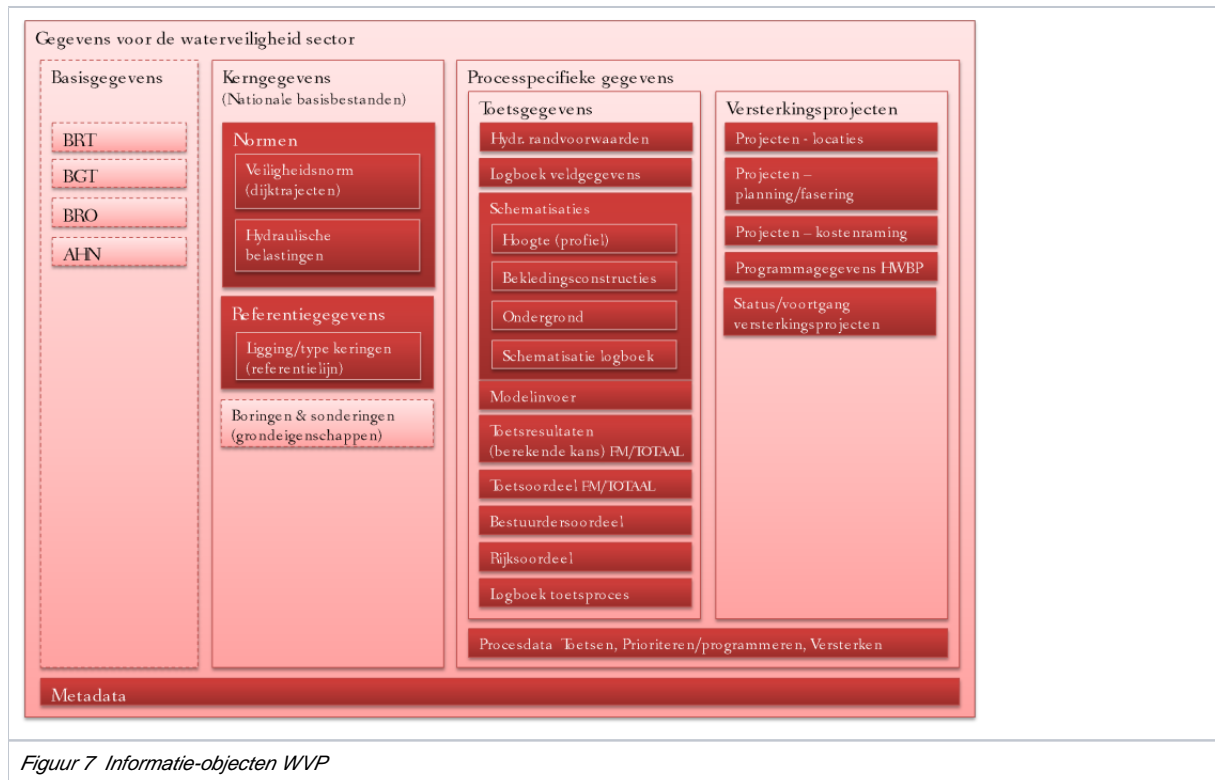 Gegevens voor de waterveiligheid sector
Basisgegevens
BRT
BGT
BRO
AHN
Kerngegevens
(Nationale basisbestanden)
Normen
Veiligheidsnorm
(dijktrajecten)
Hydraulische
belastingen
Referentiegegevens
Ligging/type keringen
(referentielijn)
Boringen & sonderingen
(grondeigenschappen)
Processpecifieke gegevens
Toetsgegevens
Hydr. randvoorwaarden
Logboek veldgegevens
Schematisaties
Hoogte (profiel)
Bekledingsconstructies
Ondergrond
Schematisatie logboek
Modelinvoer
Toetsresultaten
(berekende kans) FM/TOTAAL
Toetsoordeel FM/TOTAAL
Bestuurdersoordeel
Rijksoordeel
Logboek toetsproces
Versterkingsprojecten
Projecten - locaties
Projecten –
planning/fasering
Projecten – kostenraming
Programmagegevens HWBP
Status/voortgang
versterkingsprojecten
Procesdata Toetsen, Prioriteren/programmeren, Versterken
Metadata
Figuur 7 Informatie-objecten WVP